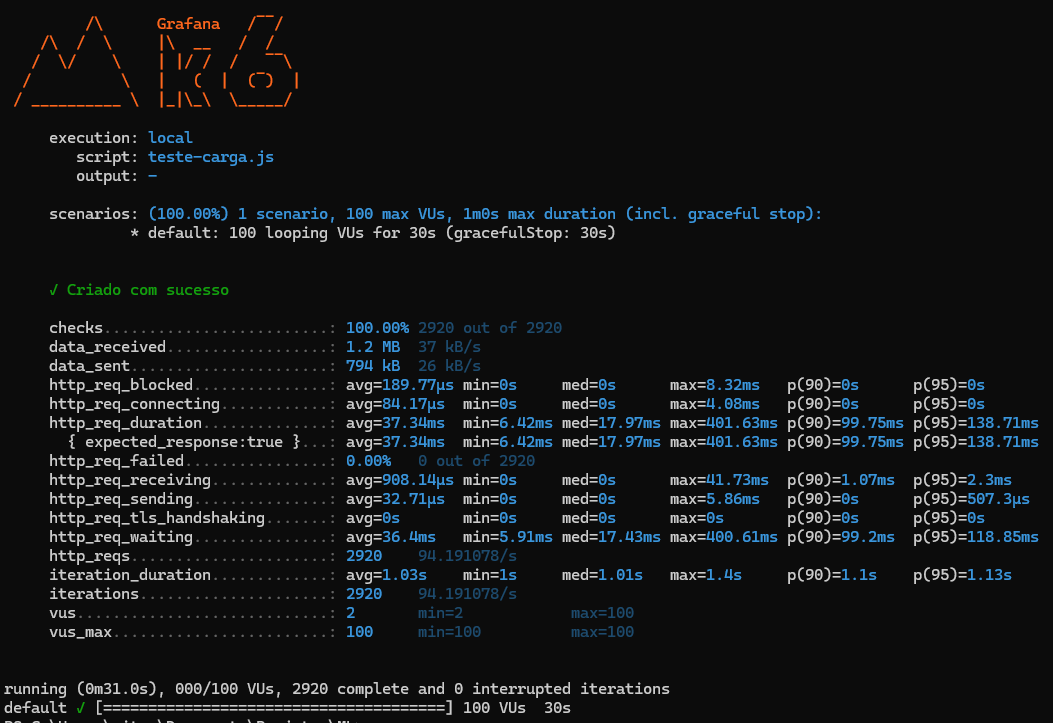 Grafana
execution: local
script: teste-carga.js
output: -
scenarios: (100.00%) 1 scenario, 100 max VUs, 1m0s max duration (incl. graceful stop):
* default: 100 looping VUs for 30s (gracefulStop: 30s)
✓ Criado com sucesso
checks.........................: 100.00% 2920 out of 2920
data_received..................: 1.2 MB 37 kB/s
data_sent......................: 794 kB 26 kB/s
http_req_blocked...............: avg=189.77µs min=0s med=0s max=8.32ms p(90)=0s p(95)=0s
http_req_connecting............: avg=84.17µs min=0s med=0s max=4.08ms p(90)=0s p(95)=0s
http_req_duration..............: avg=37.34ms min=6.42ms med=17.97ms max=401.63ms p(90)=99.75ms p(95)=138.71ms
{ expected_response:true }...: avg=37.34ms min=6.42ms med=17.97ms max=401.63ms p(90)=99.75ms p(95)=138.71ms
http_req_failed................: 0.00% 0 out of 2920
http_req_receiving.............: avg=908.14µs min=0s med=0s max=41.73ms p(90)=1.07ms p(95)=2.3ms
http_req_sending...............: avg=32.71µs min=0s med=0s max=5.86ms p(90)=0s p(95)=507.3µs
http_req_tls_handshaking.......: avg=0s min=0s med=0s max=0s p(90)=0s p(95)=0s
http_req_waiting...............: avg=36.4ms min=5.91ms med=17.43ms max=400.61ms p(90)=99.2ms p(95)=118.85ms
http_reqs......................: 2920 94.191078/s
iteration_duration.............: avg=1.03s min=1s med=1.01s max=1.4s p(90)=1.1s p(95)=1.13s
iterations.....................: 2920 94.191078/s
vus............................: 2 min=2 max=100
vus_max........................: 100 min=100 max=100
running (0m31.0s), 000/100 VUs, 2920 complete and 0 interrupted iterations
default ✓ [======================================] 100 VUs 30s